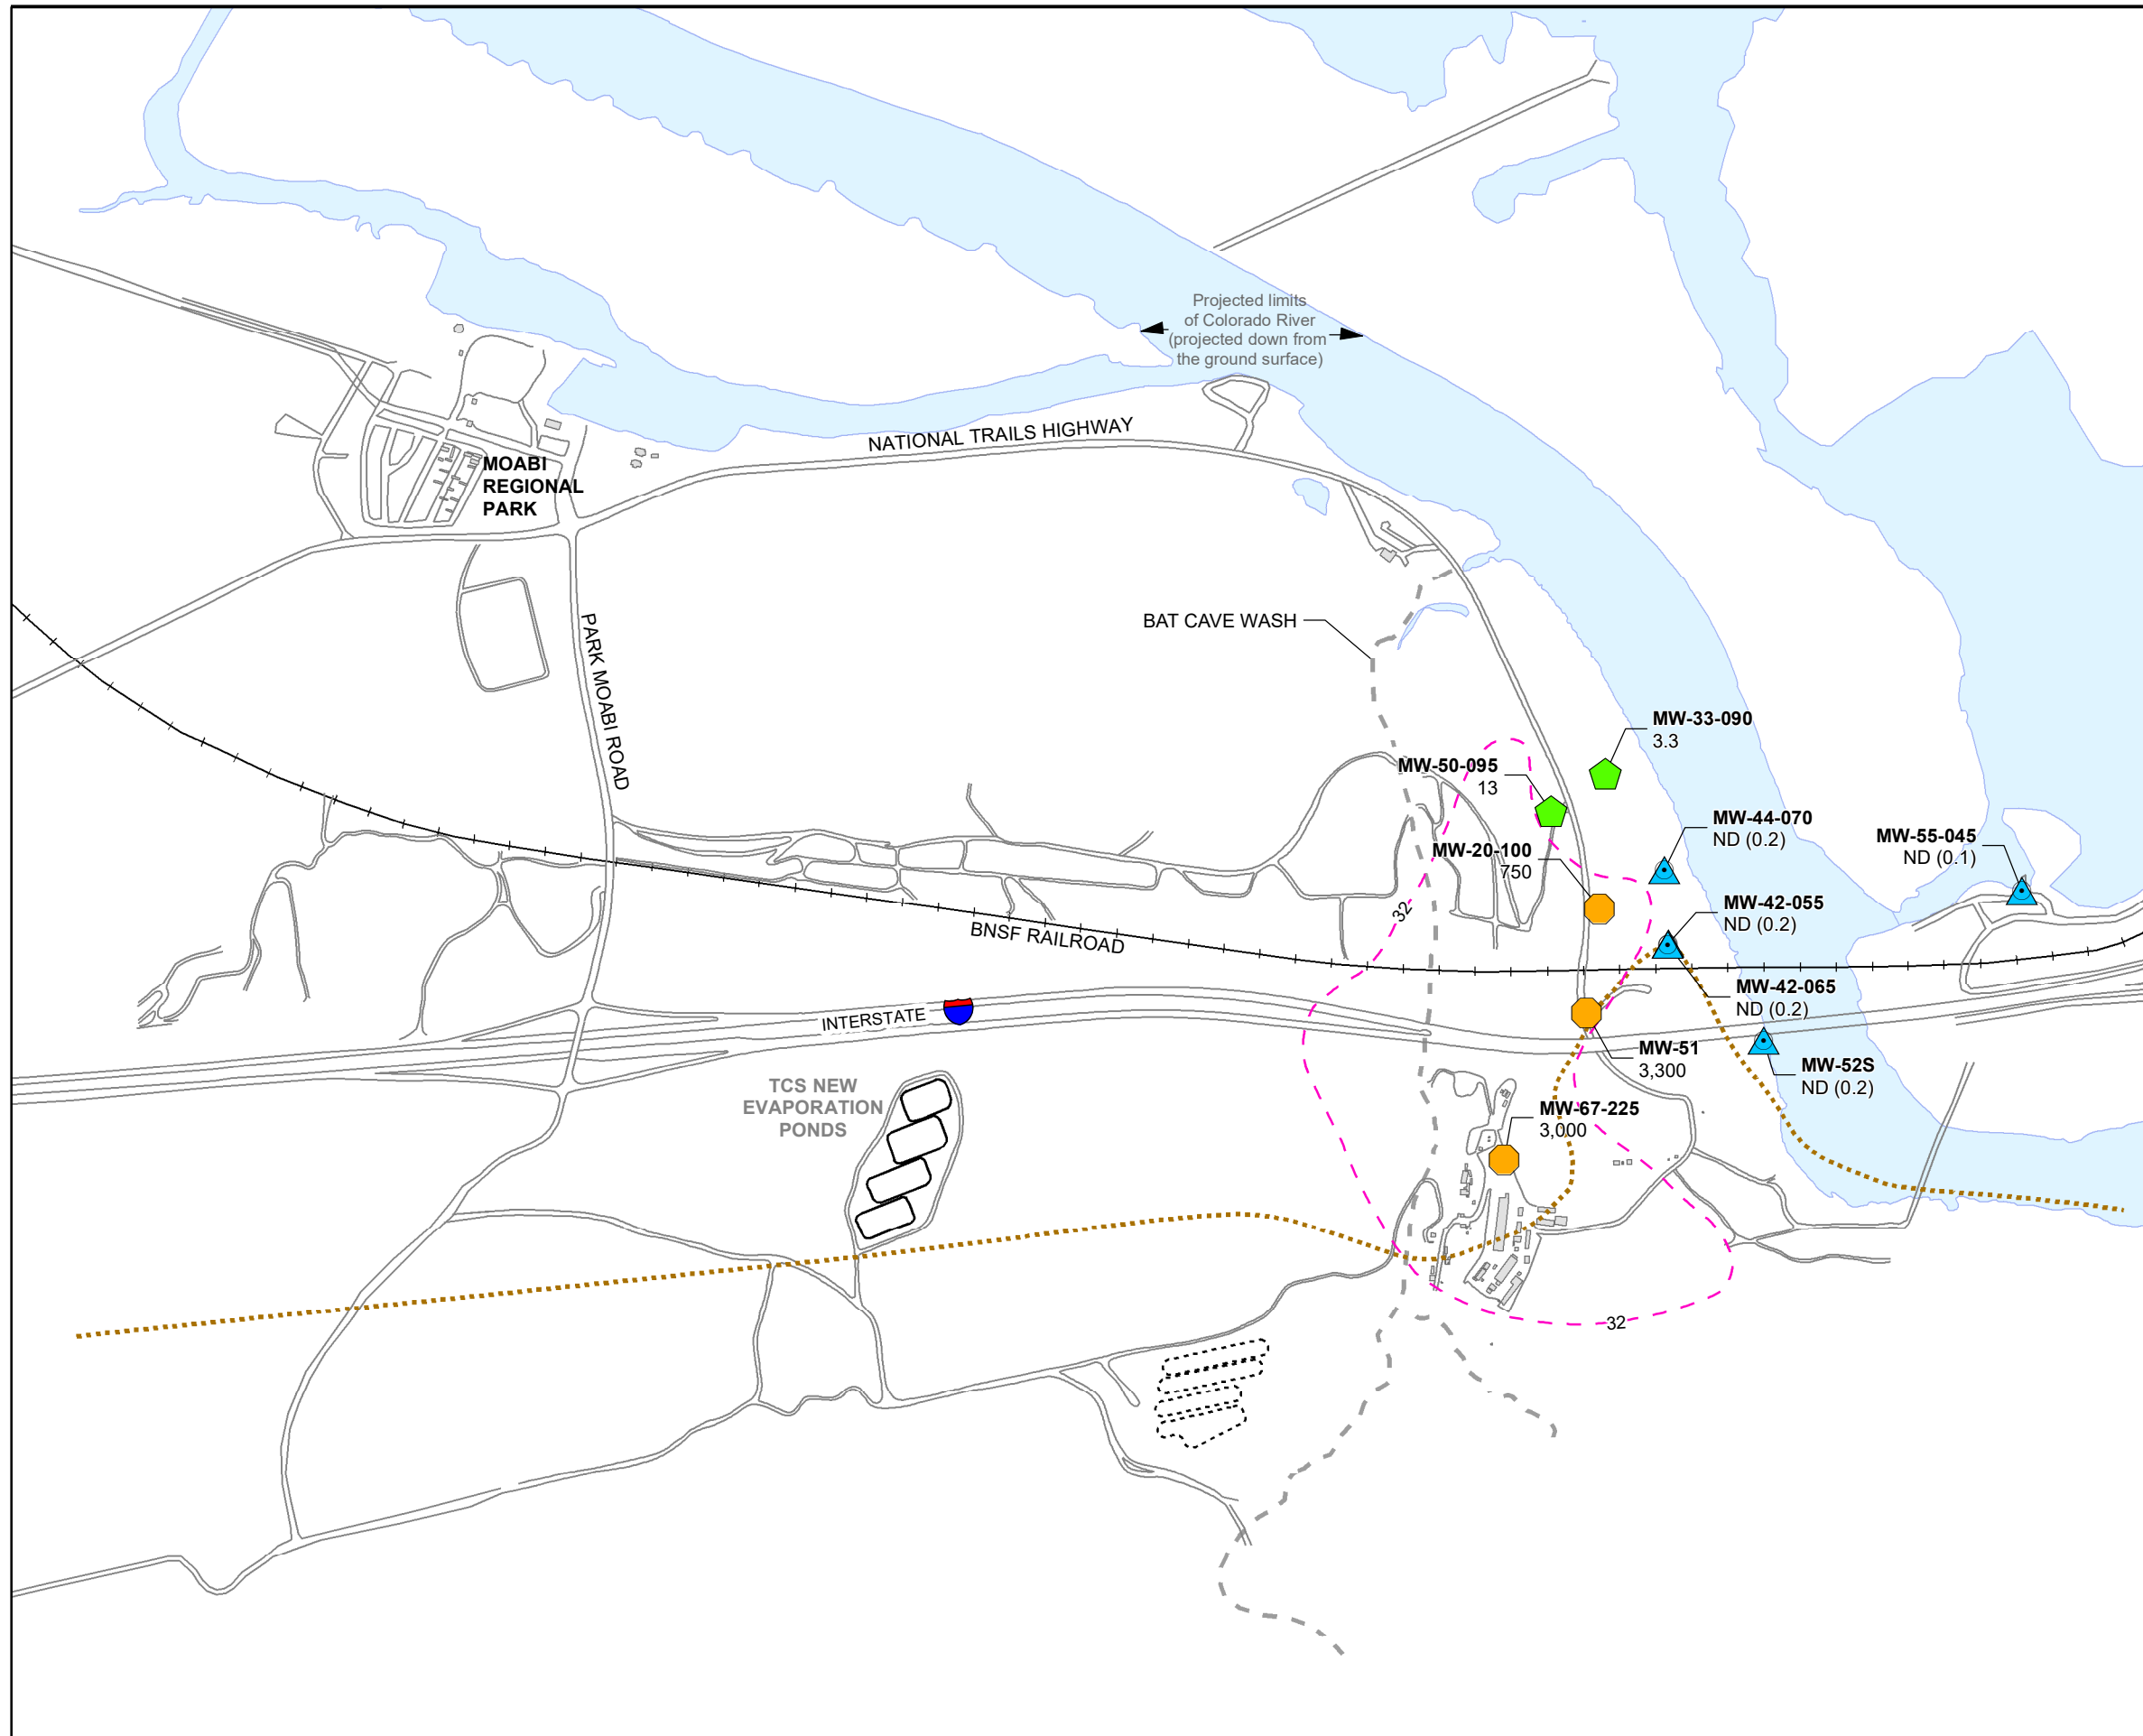 Projected limits
of Colorado River
(projected down from
the ground surface)
NATIONAL TRAILS HIGHWAY
MOABI
REGIONAL
PARK
BAT CAVE WASH
PARK MOABI ROAD
MW-33-090
3.3
MW-50-095
13
MW-44-070
ND (0.2)
MW-55-045
ND (0.1)
MW-20-100
750
MW-42-055
ND (0.2)
32
BNSF RAILROAD
MW-42-065
ND (0.2)
INTERSTATE
MW-51
3,300
MW-52S
ND (0.2)
TCS NEW
EVAPORATION
PONDS
MW-67-225
3,000
32